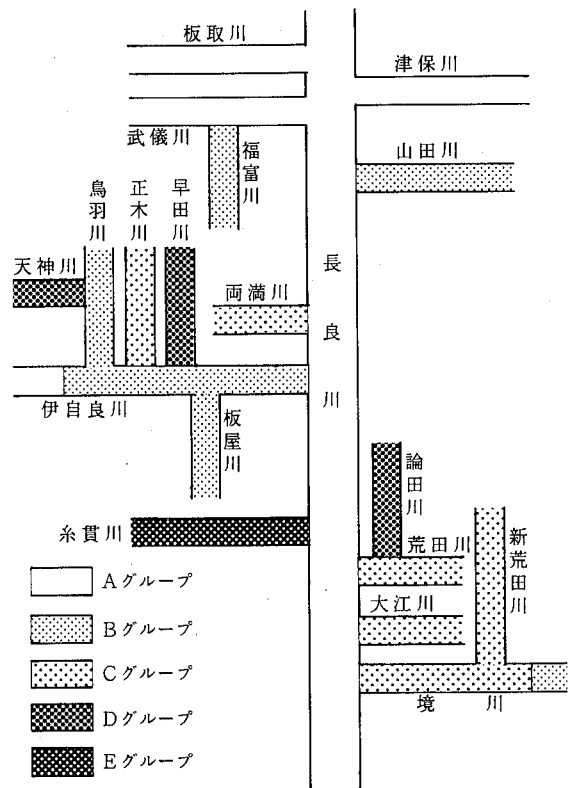 板取川
津保川
武儀川
福富川
山田川
鳥羽川
正木川
早田川
天神川
両満川
長良川
伊自良川
板屋川
論田川
糸貫川
荒田川
新荒田川
大江川
境川
Aグループ
Bグループ
Cグループ
Dグループ
Eグループ